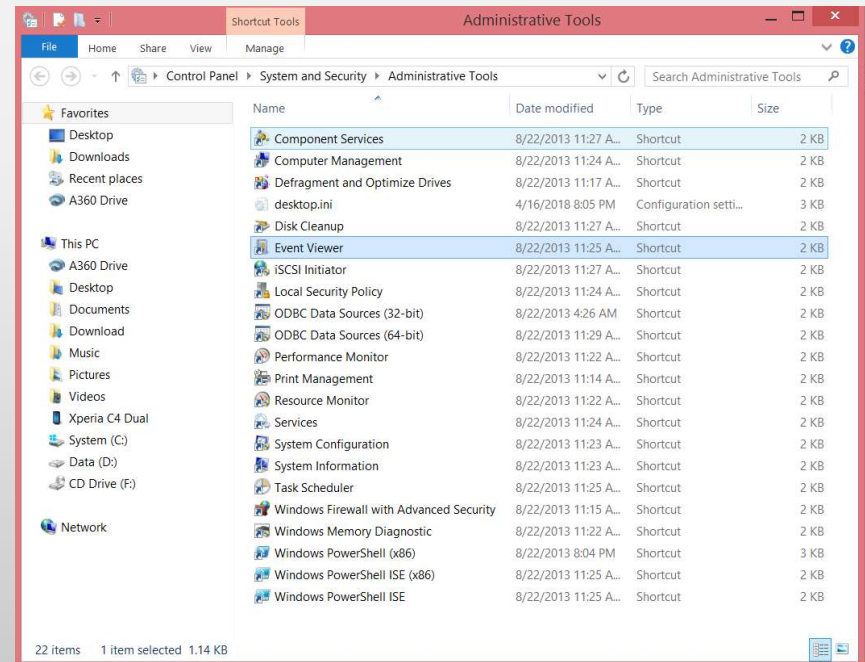 Shortcut Tools Administrative Tools
File Home Share View Manage
Control Panel System and Security Administrative Tools Search Administrative Tools
Favorites
Desktop
Downloads
Recent places
A360 Drive
This PC
A360 Drive
Desktop
Documents
Download
Music
Pictures
Videos
Xperia C4 Dual
System (C:)
Data (D:)
CD Drive (F:)
Network
Name Date modified Type Size
Component Services 8/22/2013 11:27 A... Shortcut 2 KB
Computer Management 8/22/2013 11:24 A... Shortcut 2 KB
Defragment and Optimize Drives 8/22/2013 11:17 A... Shortcut 2 KB
desktop.ini 4/16/2018 8:05 PM Configuration setti... 3 KB
Disk Cleanup 8/22/2013 11:27 A... Shortcut 2 KB
Event Viewer 8/22/2013 11:25 A... Shortcut 2 KB
iSCSI Initiator 8/22/2013 11:27 A... Shortcut 2 KB
Local Security Policy 8/22/2013 11:24 A... Shortcut 2 KB
ODBC Data Sources (32-bit) 8/22/2013 4:26 AM Shortcut 2 KB
ODBC Data Sources (64-bit) 8/22/2013 11:29 A... Shortcut 2 KB
Performance Monitor 8/22/2013 11:22 A... Shortcut 2 KB
Print Management 8/22/2013 11:14 A... Shortcut 2 KB
Resource Monitor 8/22/2013 11:22 A... Shortcut 2 KB
Services 8/22/2013 11:24 A... Shortcut 2 KB
System Configuration 8/22/2013 11:23 A... Shortcut 2 KB
System Information 8/22/2013 11:23 A... Shortcut 2 KB
Task Scheduler 8/22/2013 11:25 A... Shortcut 2 KB
Windows Firewall with Advanced Security 8/22/2013 11:15 A... Shortcut 2 KB
Windows Memory Diagnostic 8/22/2013 11:22 A... Shortcut 2 KB
Windows PowerShell (x86) 8/22/2013 8:04 PM Shortcut 3 KB
Windows PowerShell ISE (x86) 8/22/2013 11:25 A... Shortcut 2 KB
Windows PowerShell ISE 8/22/2013 11:25 A... Shortcut 2 KB
22 items 1 item selected 1.14 KB